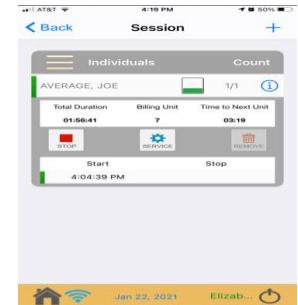 AT&T 4:19 PM 50%
Back Session +
Individuals Count
AVERAGE, JOE 1/1
Total Duration Billing Unit Time to Next Unit
01:56:41 7 03:19
STOP SERVICE REMOVE
Start Stop
4:04:39 PM
Jan 22, 2021 Elizab...